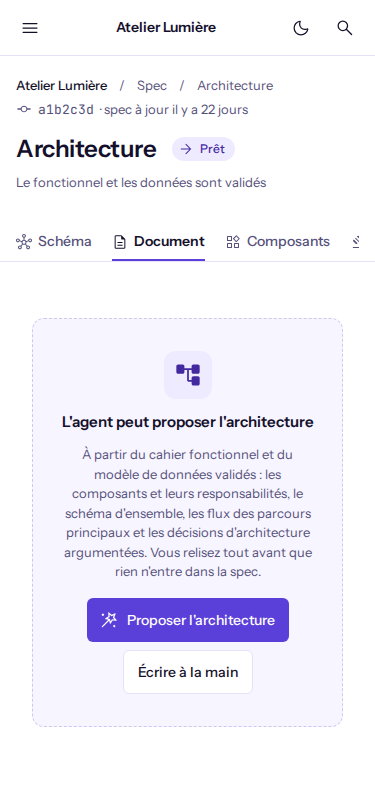 Atelier Lumière
Atelier Lumière / Spec / Architecture
a1b2c3d · spec à jour il y a 22 jours
Architecture
Prêt
Le fonctionnel et les données sont validés
Schéma Document Composants
L'agent peut proposer l'architecture
À partir du cahier fonctionnel et du
modèle de données validés : les
composants et leurs responsabilités, le
schéma d'ensemble, les flux des parcours
principaux et les décisions d'architecture
argumentées. Vous relisez tout avant que
rien n'entre dans la spec.
Proposer l'architecture
Écrire à la main